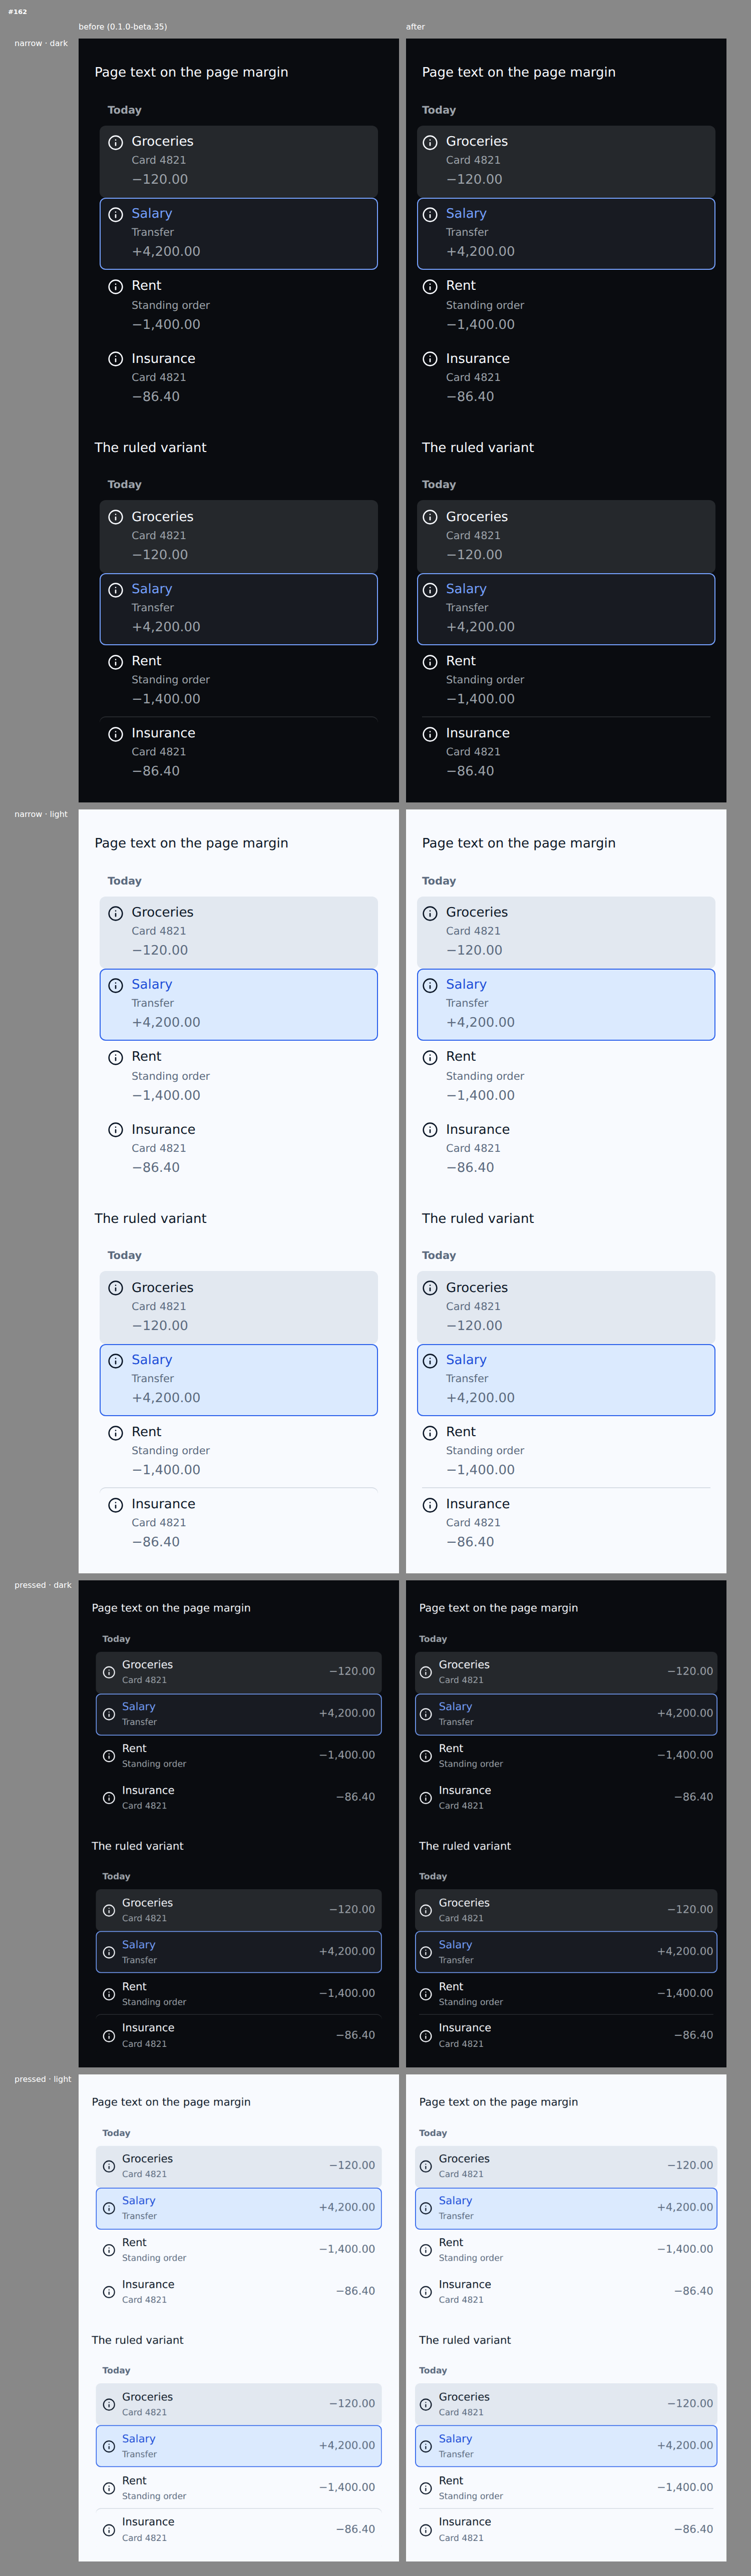 #162
before (0.1.0-beta.35)
after
narrow · dark
Page text on the page margin
Today
Groceries
Card 4821
−120.00
Salary
Transfer
+4,200.00
Rent
Standing order
−1,400.00
Insurance
Card 4821
−86.40
The ruled variant
Today
Groceries
Card 4821
−120.00
Salary
Transfer
+4,200.00
Rent
Standing order
−1,400.00
Insurance
Card 4821
−86.40
Page text on the page margin
Today
Groceries
Card 4821
−120.00
Salary
Transfer
+4,200.00
Rent
Standing order
−1,400.00
Insurance
Card 4821
−86.40
The ruled variant
Today
Groceries
Card 4821
−120.00
Salary
Transfer
+4,200.00
Rent
Standing order
−1,400.00
Insurance
Card 4821
−86.40
narrow · light
Page text on the page margin
Today
Groceries
Card 4821
−120.00
Salary
Transfer
+4,200.00
Rent
Standing order
−1,400.00
Insurance
Card 4821
−86.40
The ruled variant
Today
Groceries
Card 4821
−120.00
Salary
Transfer
+4,200.00
Rent
Standing order
−1,400.00
Insurance
Card 4821
−86.40
Page text on the page margin
Today
Groceries
Card 4821
−120.00
Salary
Transfer
+4,200.00
Rent
Standing order
−1,400.00
Insurance
Card 4821
−86.40
The ruled variant
Today
Groceries
Card 4821
−120.00
Salary
Transfer
+4,200.00
Rent
Standing order
−1,400.00
Insurance
Card 4821
−86.40
pressed · dark
Page text on the page margin
Today
Groceries −120.00
Card 4821
Salary +4,200.00
Transfer
Rent −1,400.00
Standing order
Insurance −86.40
Card 4821
The ruled variant
Today
Groceries −120.00
Card 4821
Salary +4,200.00
Transfer
Rent −1,400.00
Standing order
Insurance −86.40
Card 4821
Page text on the page margin
Today
Groceries −120.00
Card 4821
Salary +4,200.00
Transfer
Rent −1,400.00
Standing order
Insurance −86.40
Card 4821
The ruled variant
Today
Groceries −120.00
Card 4821
Salary +4,200.00
Transfer
Rent −1,400.00
Standing order
Insurance −86.40
Card 4821
pressed · light
Page text on the page margin
Today
Groceries −120.00
Card 4821
Salary +4,200.00
Transfer
Rent −1,400.00
Standing order
Insurance −86.40
Card 4821
The ruled variant
Today
Groceries −120.00
Card 4821
Salary +4,200.00
Transfer
Rent −1,400.00
Standing order
Insurance −86.40
Card 4821
Page text on the page margin
Today
Groceries −120.00
Card 4821
Salary +4,200.00
Transfer
Rent −1,400.00
Standing order
Insurance −86.40
Card 4821
The ruled variant
Today
Groceries −120.00
Card 4821
Salary +4,200.00
Transfer
Rent −1,400.00
Standing order
Insurance −86.40
Card 4821